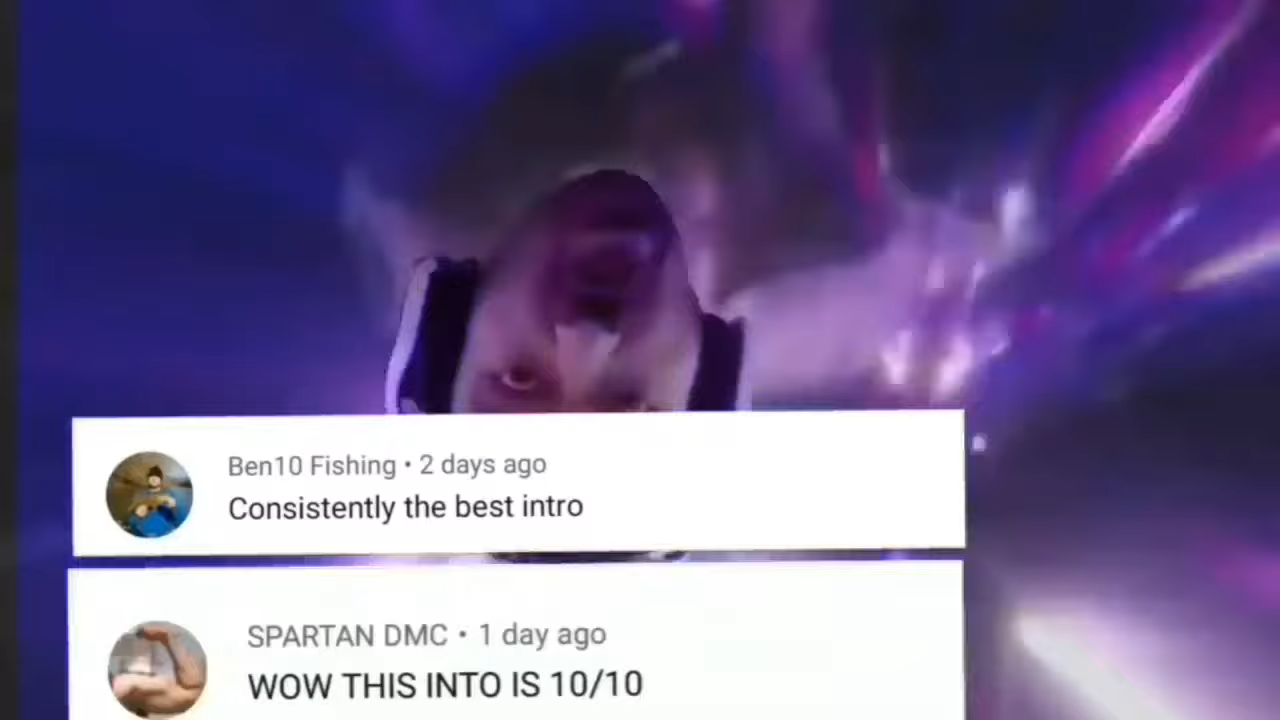 Ben10 Fishing • 2 days ago
Consistently the best intro
SPARTAN DMC • 1 day ago
WOW THIS INTO IS 10/10